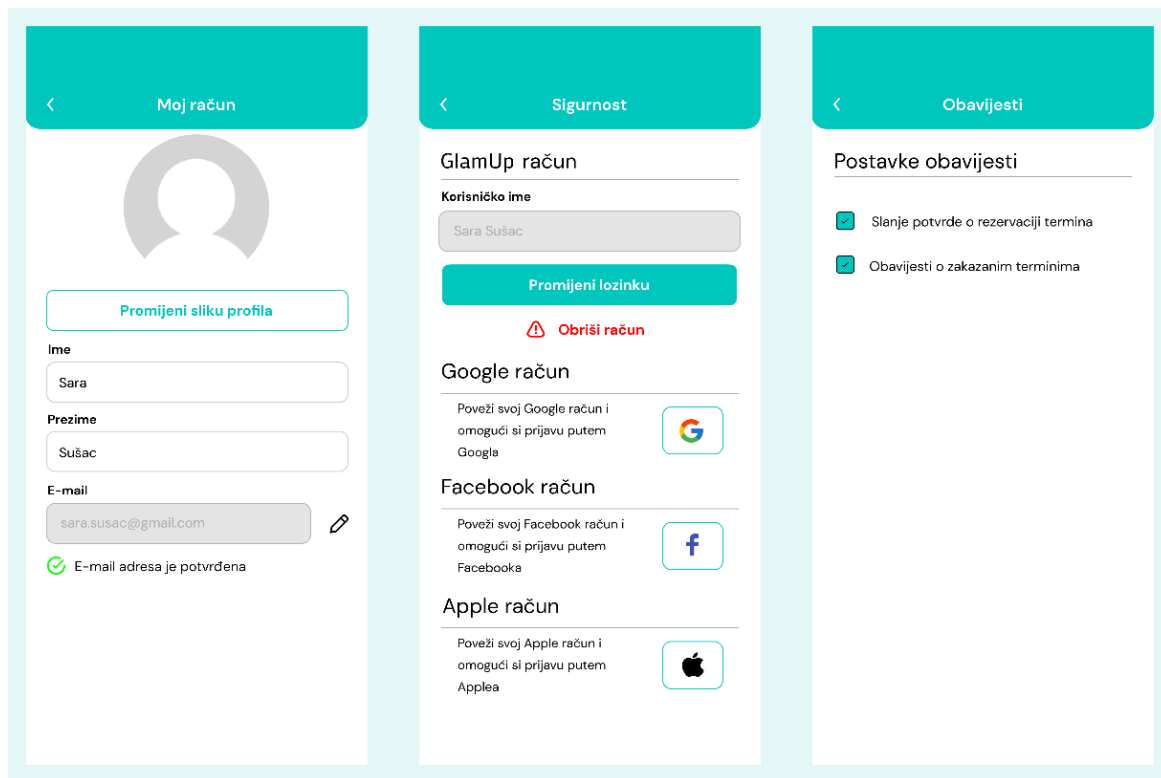 Moj račun
Promijeni sliku profila
Ime
Sara
Prezime
Sušac
E-mail
sara.susac@gmail.com
E-mail adresa je potvrđena
Sigurnost
GlamUp račun
Korisničko ime
Sara Sušac
Promijeni lozinku
Obriši račun
Google račun
Poveži svoj Google račun i
omogući si prijavu putem
Googla
Facebook račun
Poveži svoj Facebook račun i
omogući si prijavu putem
Facebooka
Apple račun
Poveži svoj Apple račun i
omogući si prijavu putem
Applea
Obavijesti
Postavke obavijesti
Slanje potvrde o rezervaciji termina
Obavijesti o zakazanim terminima